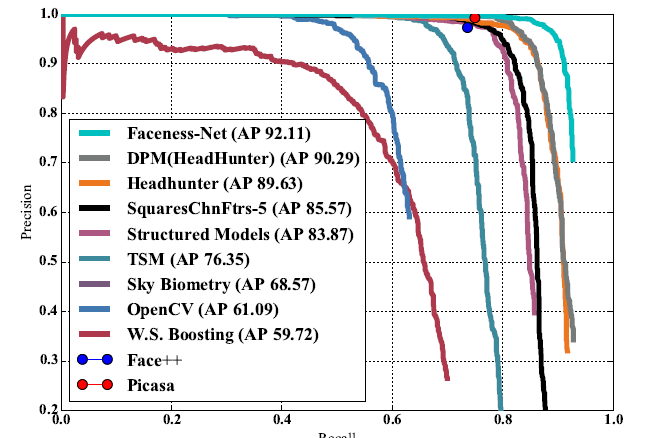 1.0
0.9
0.8
0.7
0.6
0.5
0.4
0.3
0.2
Precision
Faceness-Net (AP 92.11)
DPM(HeadHunter) (AP 90.29)
Headhunter (AP 89.63)
SquaresChnFtrs-5 (AP 85.57)
Structured Models (AP 83.87)
TSM (AP 76.35)
Sky Biometry (AP 68.57)
OpenCV (AP 61.09)
W.S. Boosting (AP 59.72)
Face++
Picasa
0.0 0.2 0.4 0.6 0.8 1.0
Recall